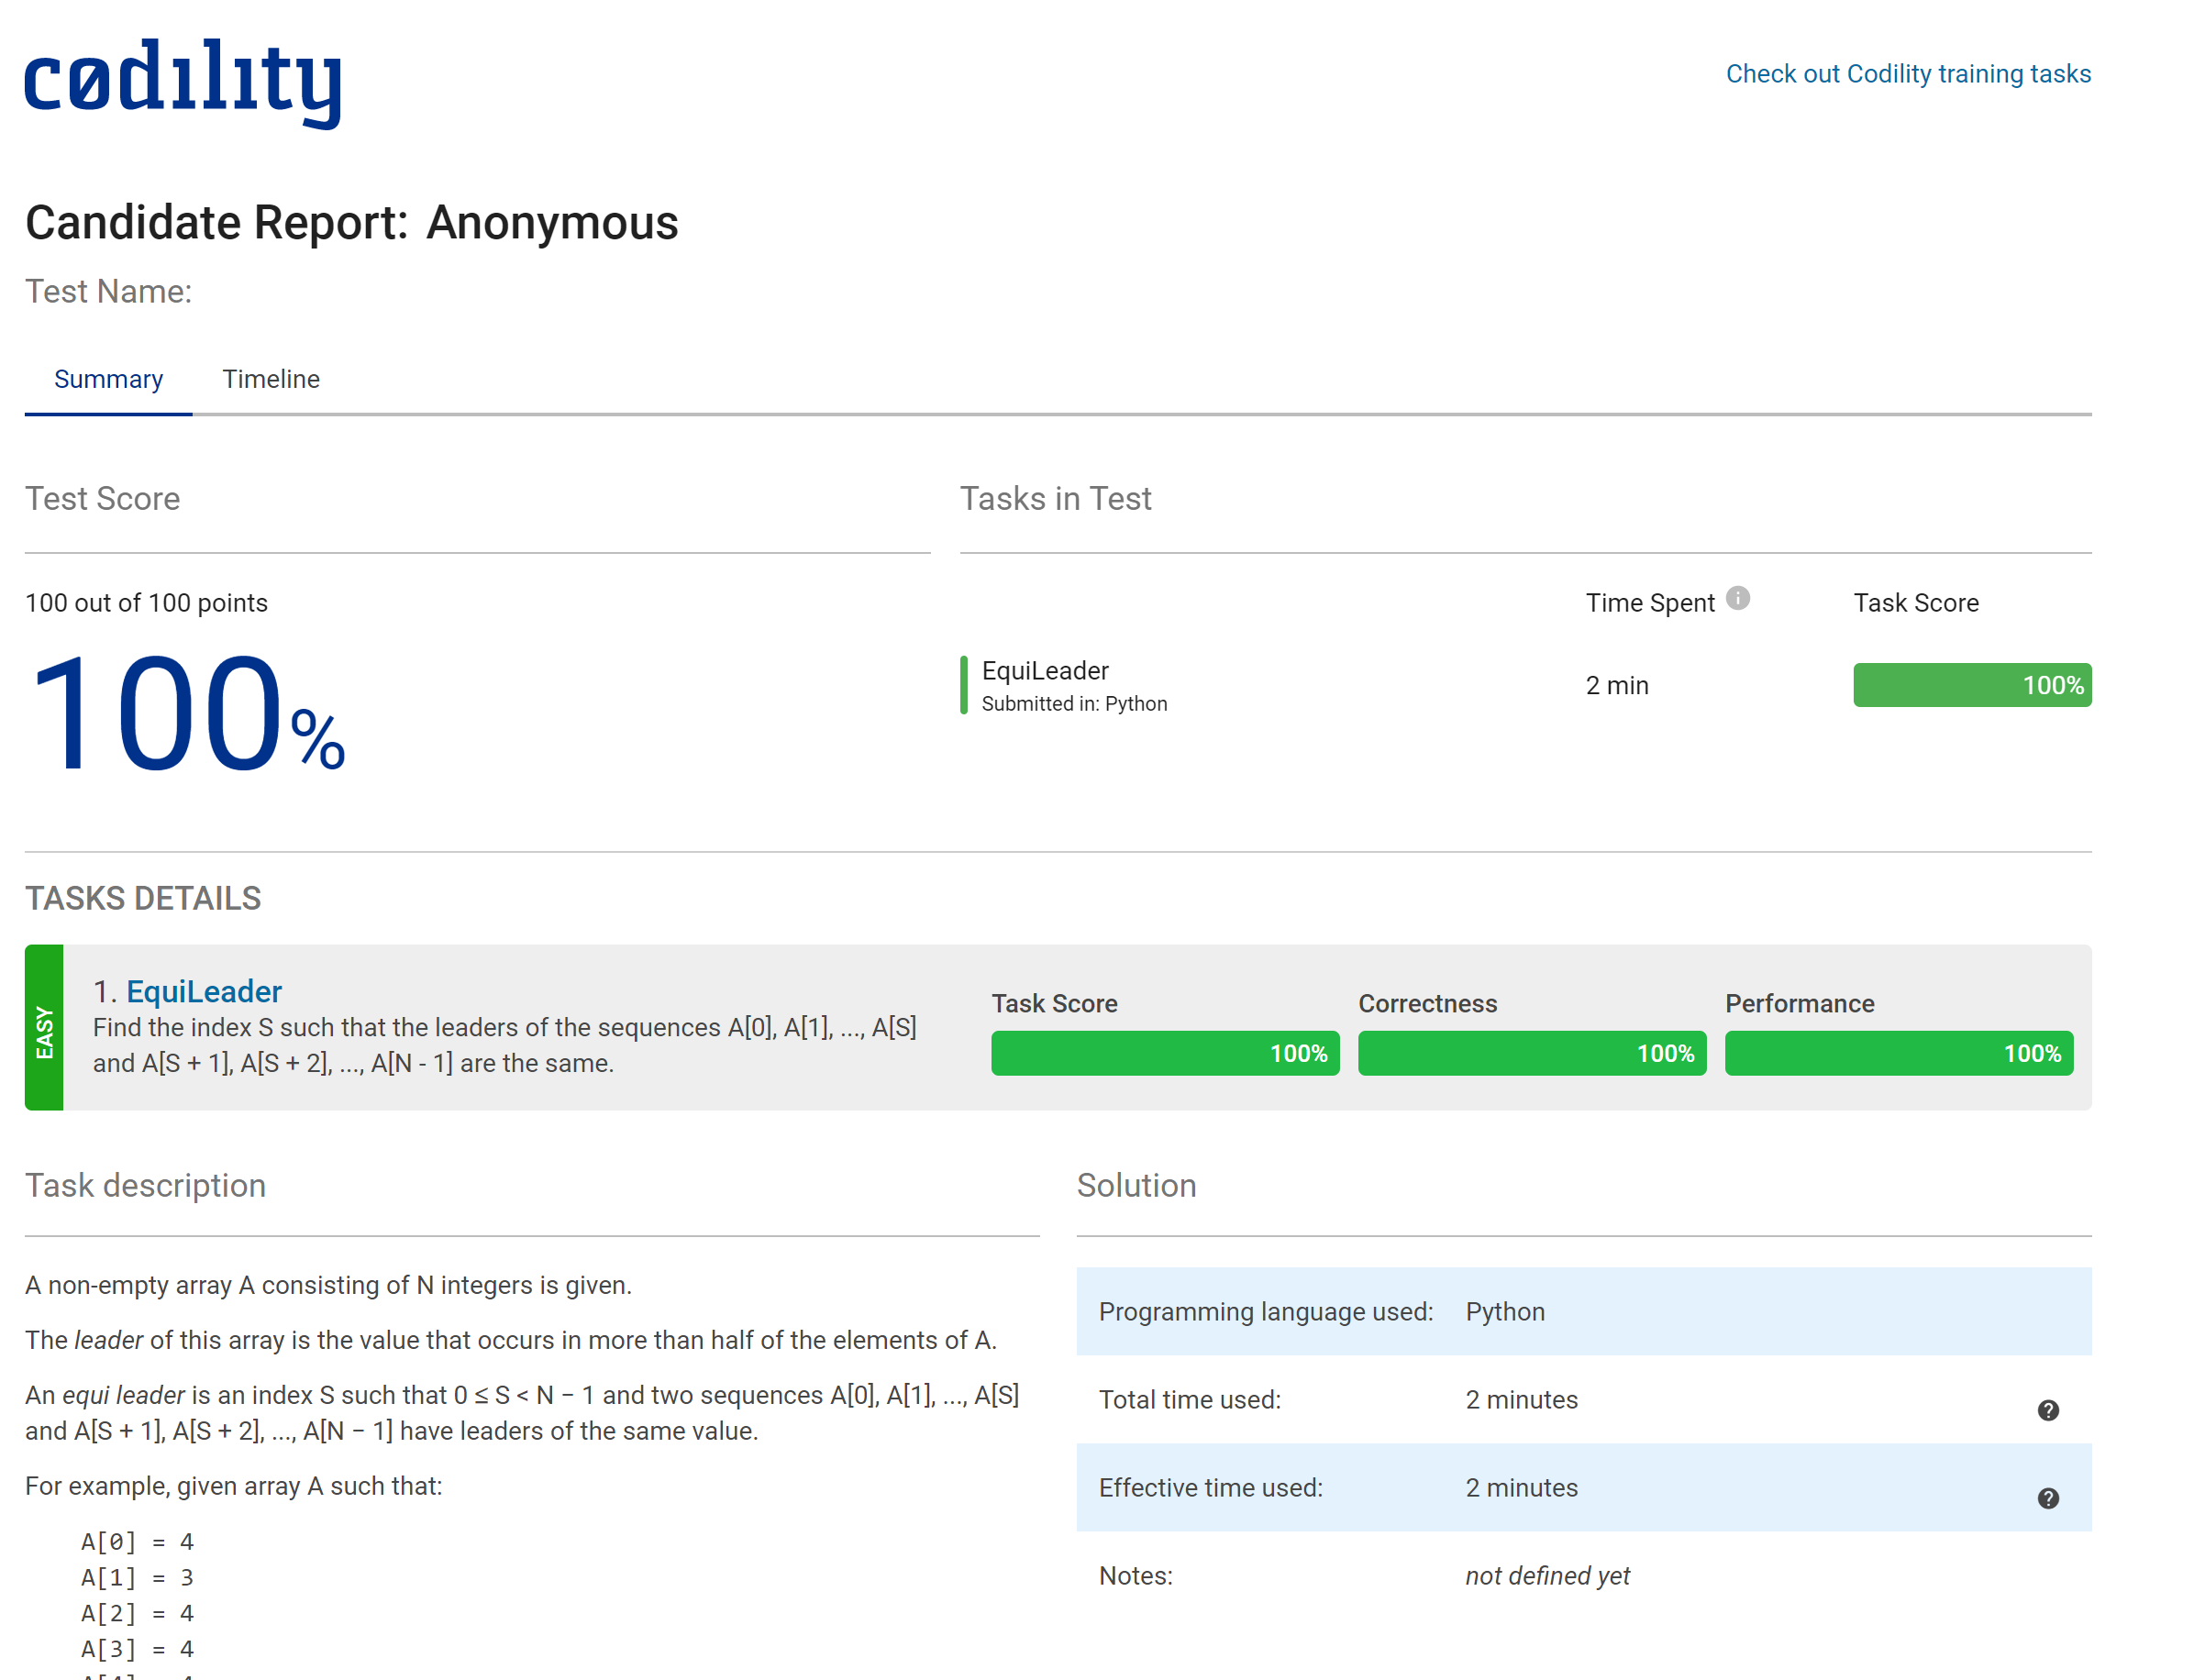 cødılıty
Check out Codility training tasks
Candidate Report: Anonymous
Test Name:
Summary
Timeline
Test Score
Tasks in Test
100 out of 100 points
Time Spent
Task Score
100%
EquiLeader
Submitted in: Python
2 min
100%
TASKS DETAILS
EASY
1. EquiLeader
Find the index S such that the leaders of the sequences A[0], A[1], ..., A[S]
and A[S + 1], A[S + 2], ..., A[N - 1] are the same.
Task Score
Correctness
Performance
100%
100%
100%
Task description
Solution
A non-empty array A consisting of N integers is given.
The leader of this array is the value that occurs in more than half of the elements of A.
An equi leader is an index S such that 0 ≤ S < N − 1 and two sequences A[0], A[1], ..., A[S]
and A[S + 1], A[S + 2], ..., A[N − 1] have leaders of the same value.
For example, given array A such that:
A[0] = 4
A[1] = 3
A[2] = 4
A[3] = 4
Programming language used: Python
Total time used: 2 minutes
Effective time used: 2 minutes
Notes: not defined yet